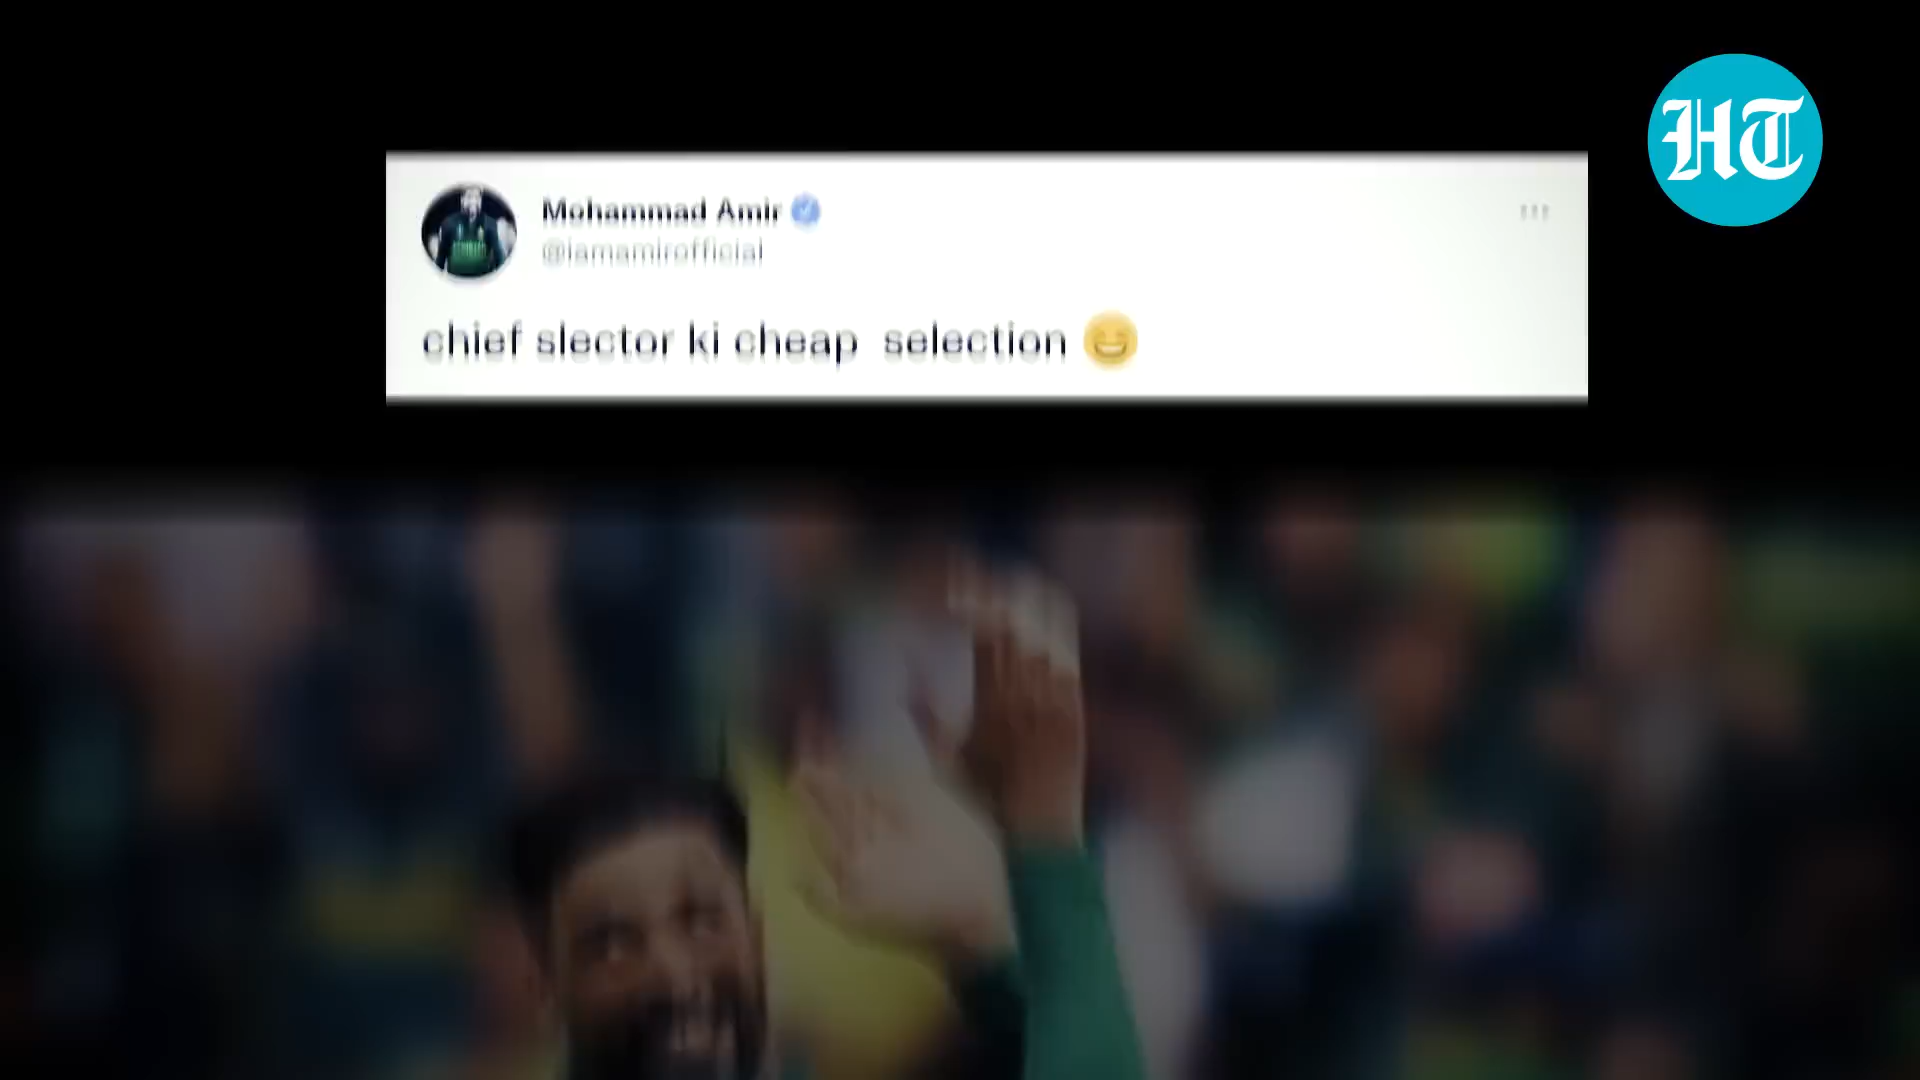 HT
Mohammad Amir
@iamamirofficial
chief slector ki cheap selection 😄